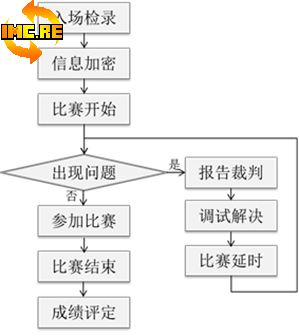 入场检录
IMC.RE
信息加密
比赛开始
出现问题
是
报告裁判
否
参加比赛
调试解决
比赛结束
比赛延时
成绩评定